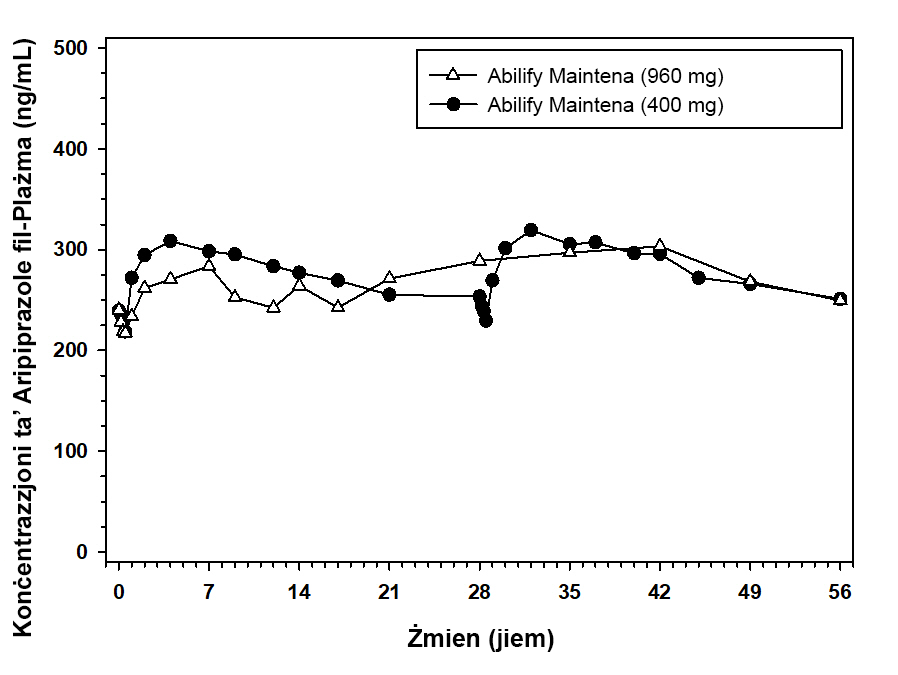 Konċentrazzjoni ta’ Aripiprazole fil-Plażma (ng/mL)
500
400
300
200
100
0
Abilify Maintena (960 mg)
Abilify Maintena (400 mg)
0 7 14 21 28 35 42 49 56
Żmien (jiem)